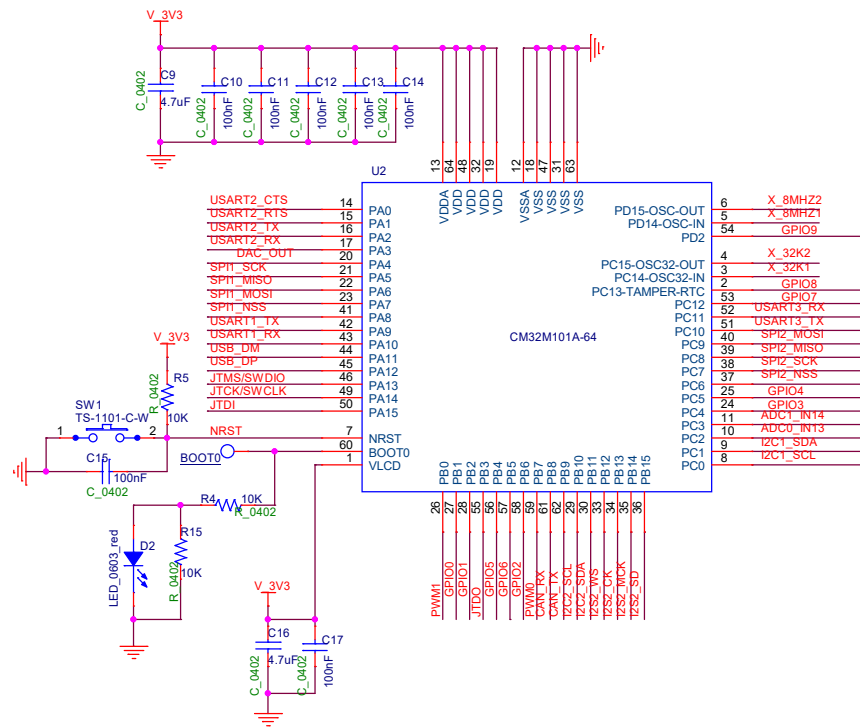 V_3V3
C9
C_0402
4.7uF
C10
C_0402
100nF
C11
C_0402
100nF
C12
C_0402
100nF
C13
C_0402
100nF
C14
100nF
U2
13
64
48
32
19
12
18
47
31
63
VDDA
VDD
VDD
VDD
VDD
VSSA
VSS
VSS
VSS
VSS
CM32M101A-64
USART2_CTS 14 PA0
USART2_RTS 15 PA1
USART2_TX 16 PA2
USART2_RX 17 PA3
DAC_OUT 20 PA4
SPI1_SCK 21 PA5
SPI1_MISO 22 PA6
SPI1_MOSI 23 PA7
SPI1_NSS 41 PA8
USART1_TX 42 PA9
USART1_RX 43 PA10
USB_DM 44 PA11
USB_DP 45 PA12
JTMS/SWDIO 46 PA13
JTCK/SWCLK 49 PA14
JTDI 50 PA15
NRST 7 NRST
60 BOOT0
1 VLCD
PD15-OSC-OUT 6 X_8MHZ2
PD14-OSC-IN 5 X_8MHZ1
PD2 54 GPIO9
PC15-OSC32-OUT 4 X_32K2
PC14-OSC32-IN 3 X_32K1
PC13-TAMPER-RTC 2 GPIO8
PC12 53 GPIO7
PC11 52 USART3_RX
PC10 51 USART3_TX
PC9 40 SPI2_MOSI
PC8 39 SPI2_MISO
PC7 38 SPI2_SCK
PC6 37 SPI2_NSS
PC5 25 GPIO4
PC4 24 GPIO3
PC3 11 ADC1_IN14
PC2 10 ADC0_IN13
PC1 9 I2C1_SDA
PC0 8 I2C1_SCL
PB0 26 PWM1
PB1 27 GPIO0
PB2 28 GPIO1
PB3 55 JTDO
PB4 56 GPIO5
PB5 57 GPIO6
PB6 58 GPIO2
PB7 59 PWM0
PB8 61 CAN_RX
PB9 62 CAN_TX
PB10 29 I2C2_SCL
PB11 30 I2C2_SDA
PB12 33 I2S2_WS
PB13 34 I2S2_CK
PB14 35 I2S2_MCK
PB15 36 I2S2_SD
V_3V3
R5
R_0402
10K
SW1
TS-1101-C-W
1
2
C15
100nF
C_0402
BOOT0
R4
10K
R_0402
R15
R_0402
10K
D2
LED_0603_red
V_3V3
C16
4.7uF
C_0402
C17
100nF
C_0402